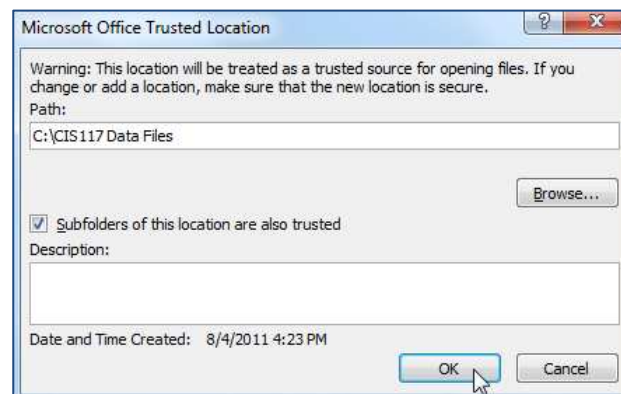 Microsoft Office Trusted Location
Warning: This location will be treated as a trusted source for opening files. If you
change or add a location, make sure that the new location is secure.
Path:
C:\CIS117 Data Files
Browse...
Subfolders of this location are also trusted
Description:
Date and Time Created: 8/4/2011 4:23 PM
OK
Cancel